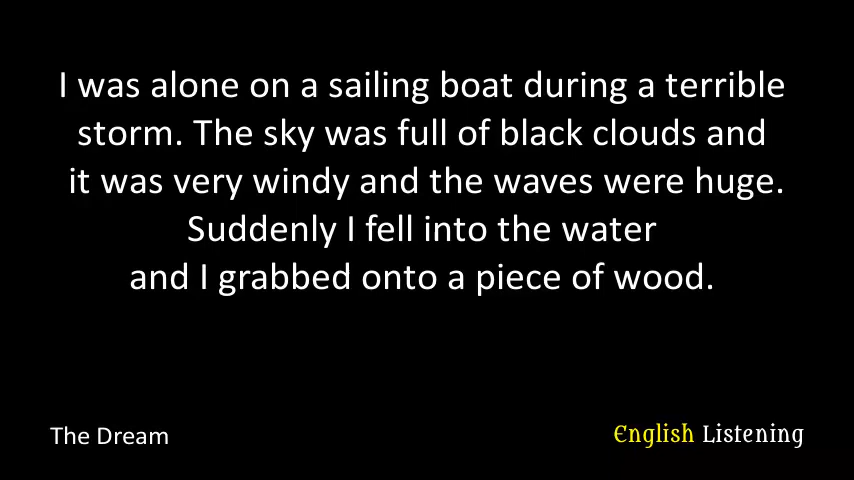 I was alone on a sailing boat during a terrible
storm. The sky was full of black clouds and
it was very windy and the waves were huge.
Suddenly I fell into the water
and I grabbed onto a piece of wood.
The Dream
English Listening